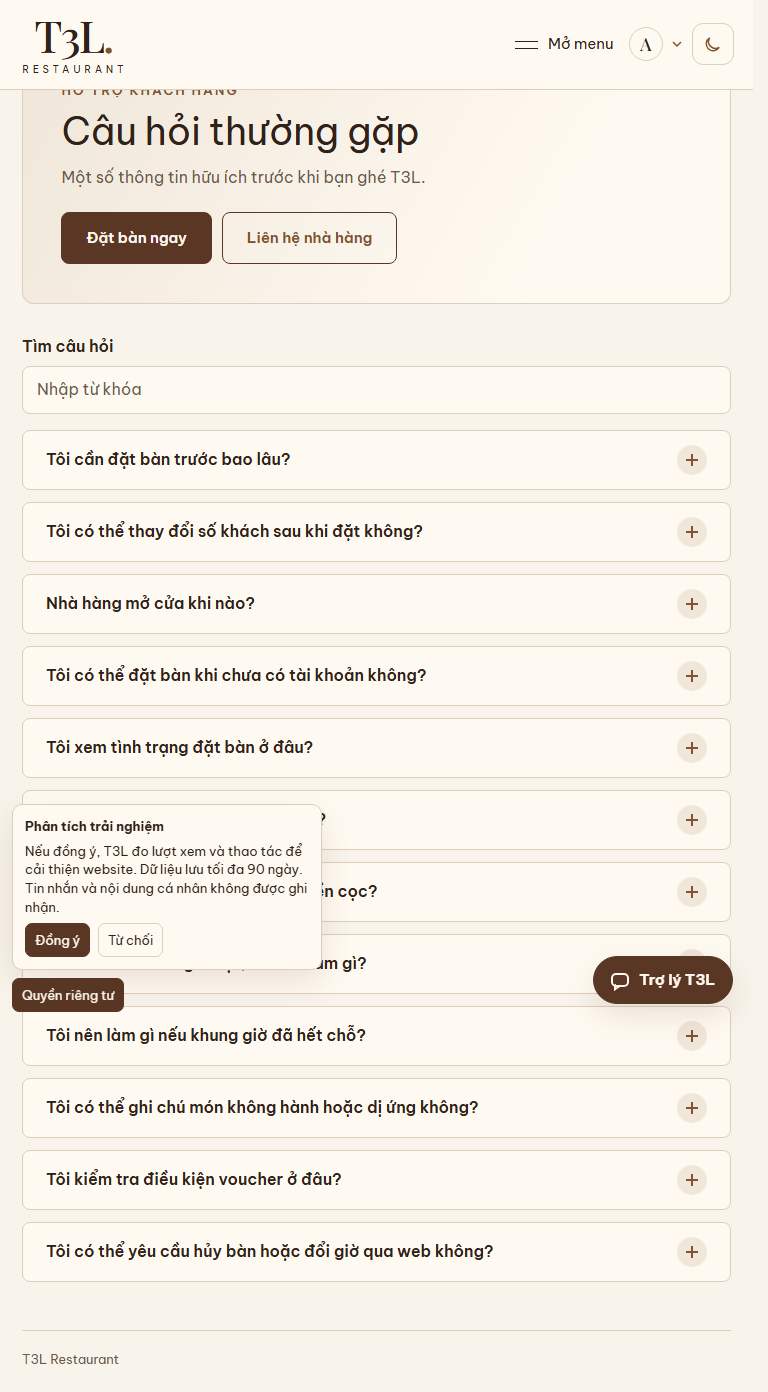 T3L.
RESTAURANT
Mở menu
A
HỖ TRỢ KHÁCH HÀNG
Câu hỏi thường gặp
Một số thông tin hữu ích trước khi bạn ghé T3L.
Đặt bàn ngay
Liên hệ nhà hàng
Tìm câu hỏi
Nhập từ khóa
Tôi cần đặt bàn trước bao lâu?
Tôi có thể thay đổi số khách sau khi đặt không?
Nhà hàng mở cửa khi nào?
Tôi có thể đặt bàn khi chưa có tài khoản không?
Tôi xem tình trạng đặt bàn ở đâu?
?
cọc?
gì?
Phân tích trải nghiệm
Nếu đồng ý, T3L đo lượt xem và thao tác để
cải thiện website. Dữ liệu lưu tối đa 90 ngày.
Tin nhắn và nội dung cá nhân không được ghi
nhận.
Đồng ý
Từ chối
Quyền riêng tư
Trợ lý T3L
Tôi nên làm gì nếu khung giờ đã hết chỗ?
Tôi có thể ghi chú món không hành hoặc dị ứng không?
Tôi kiểm tra điều kiện voucher ở đâu?
Tôi có thể yêu cầu hủy bàn hoặc đổi giờ qua web không?
T3L Restaurant